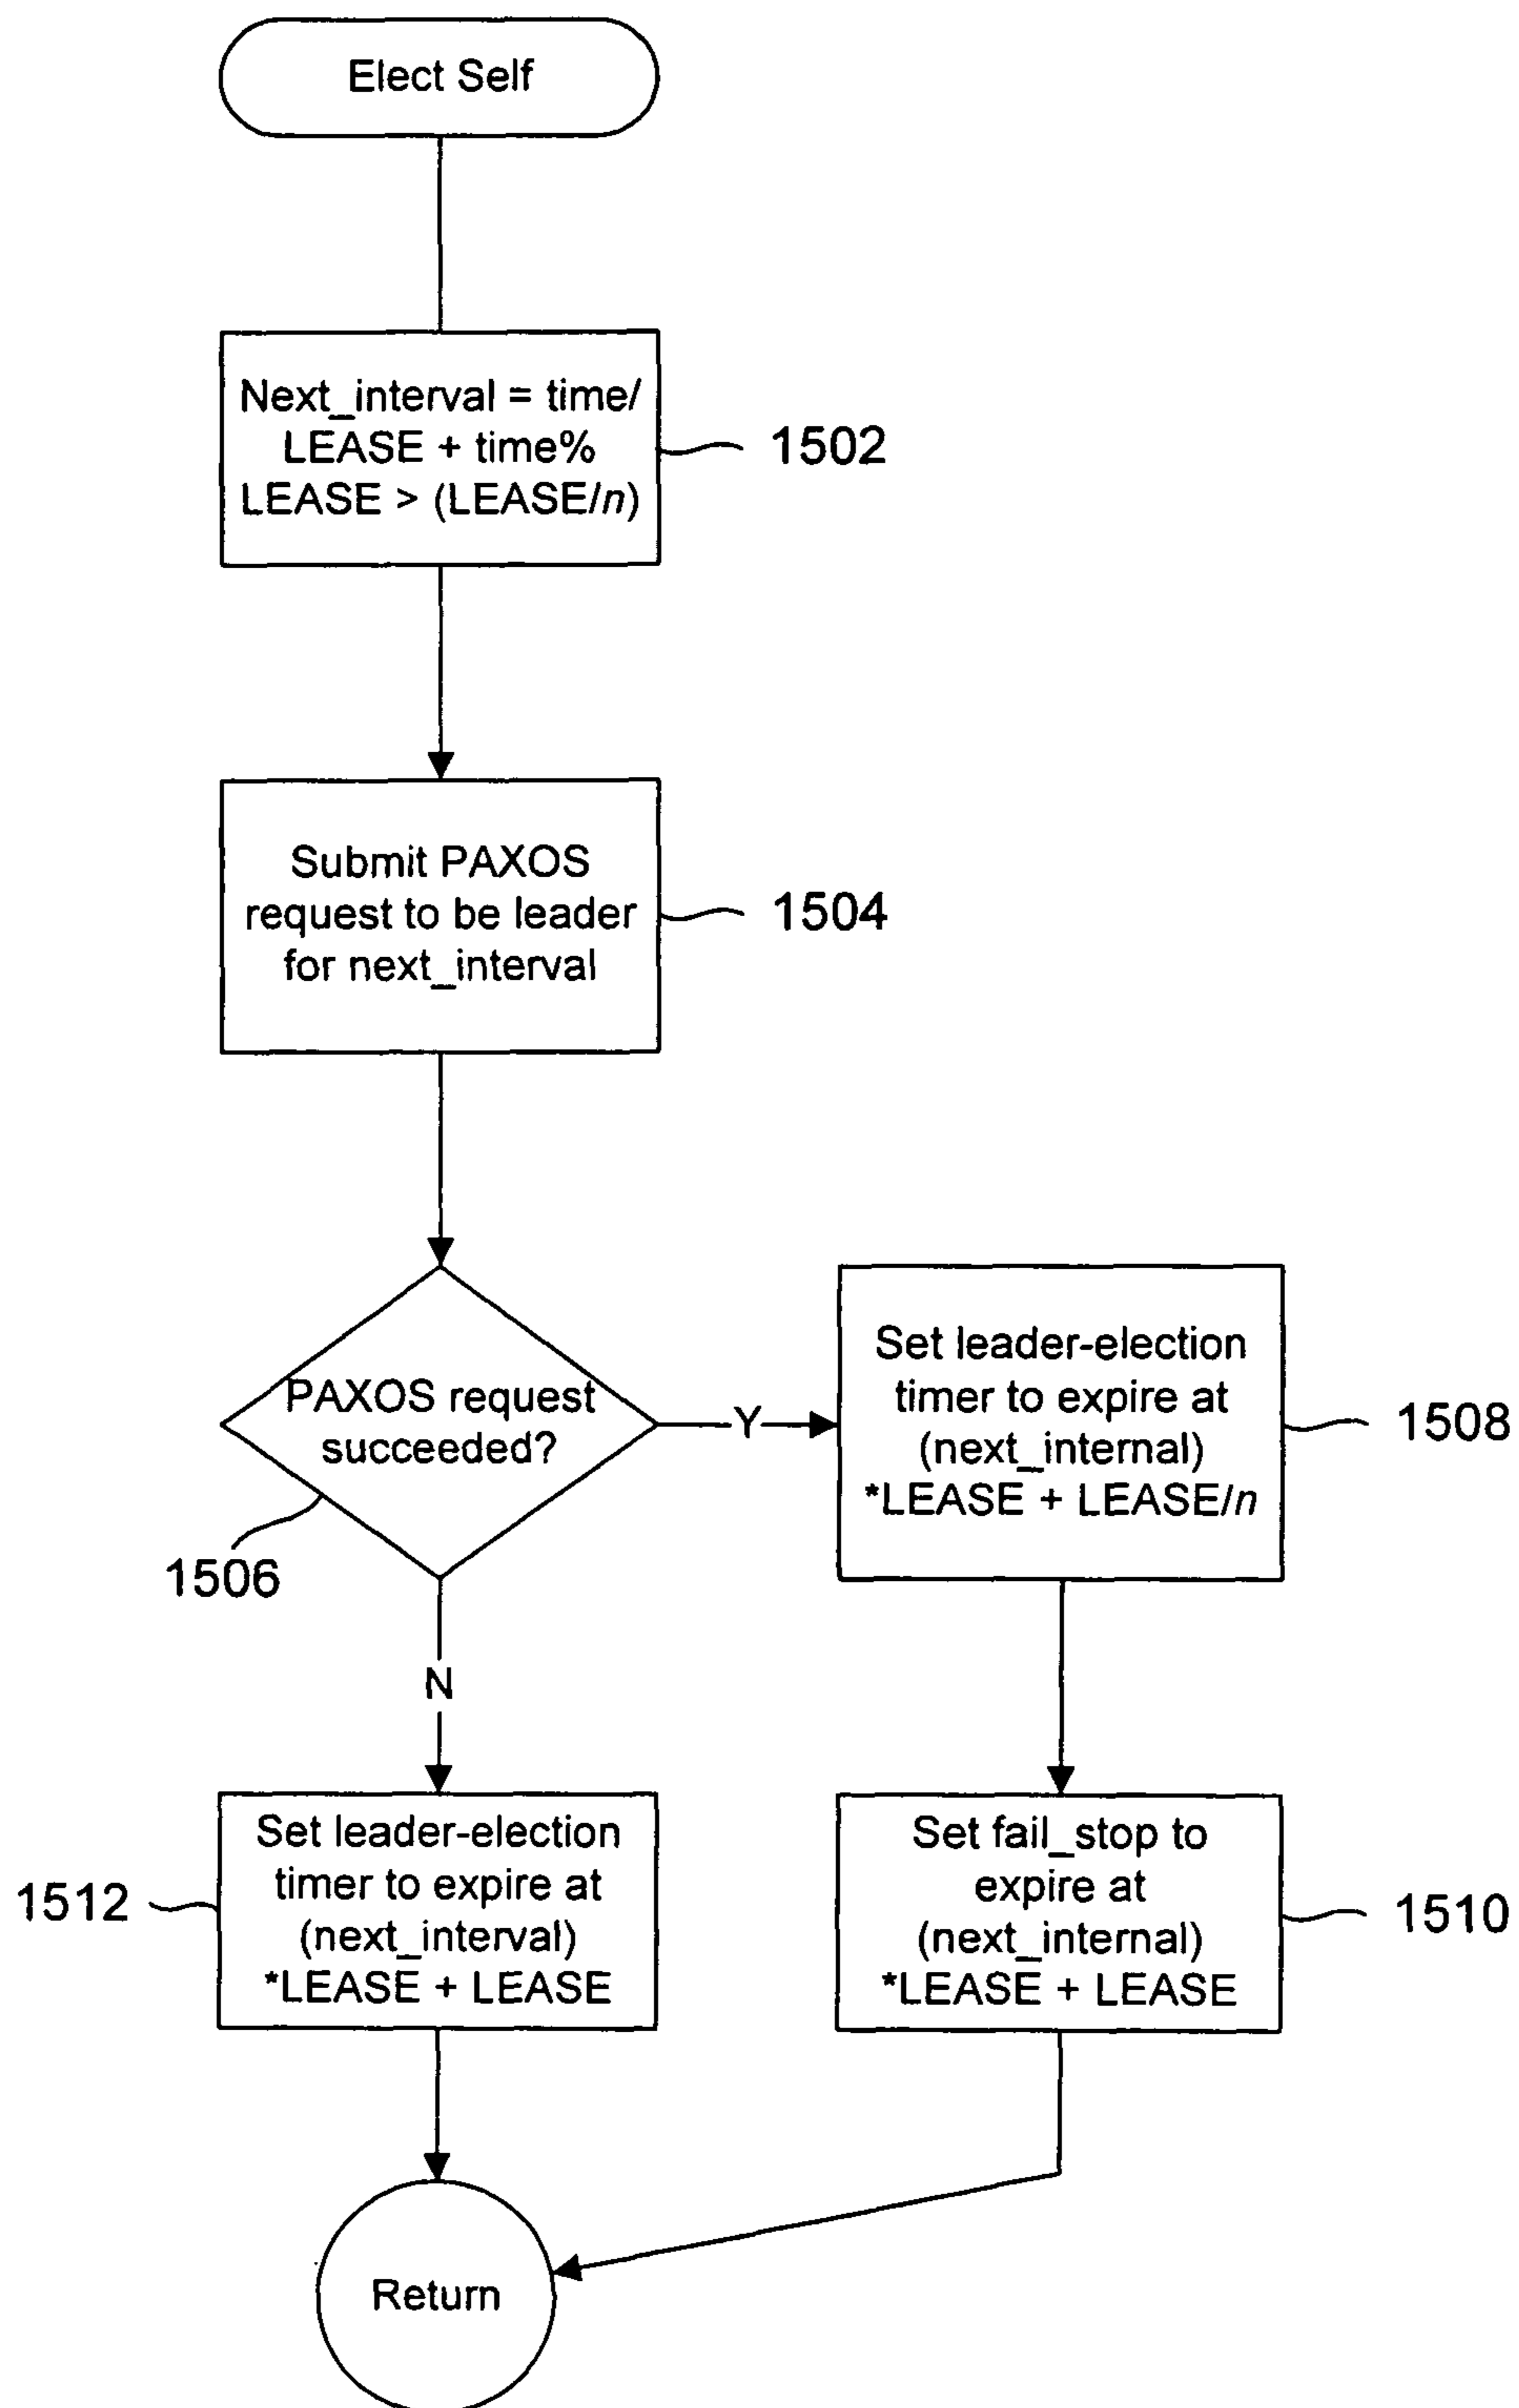 Elect Self
Next_interval = time/
LEASE + time%
LEASE > (LEASE/n)
1502
Submit PAXOS
request to be leader
for next_interval
1504
PAXOS request
succeeded?
1506
Y
Set leader-election
timer to expire at
(next_internal)
*LEASE + LEASE/n
1508
N
Set leader-election
timer to expire at
(next_interval)
*LEASE + LEASE
1512
Set fail_stop to
expire at
(next_internal)
*LEASE + LEASE
1510
Return